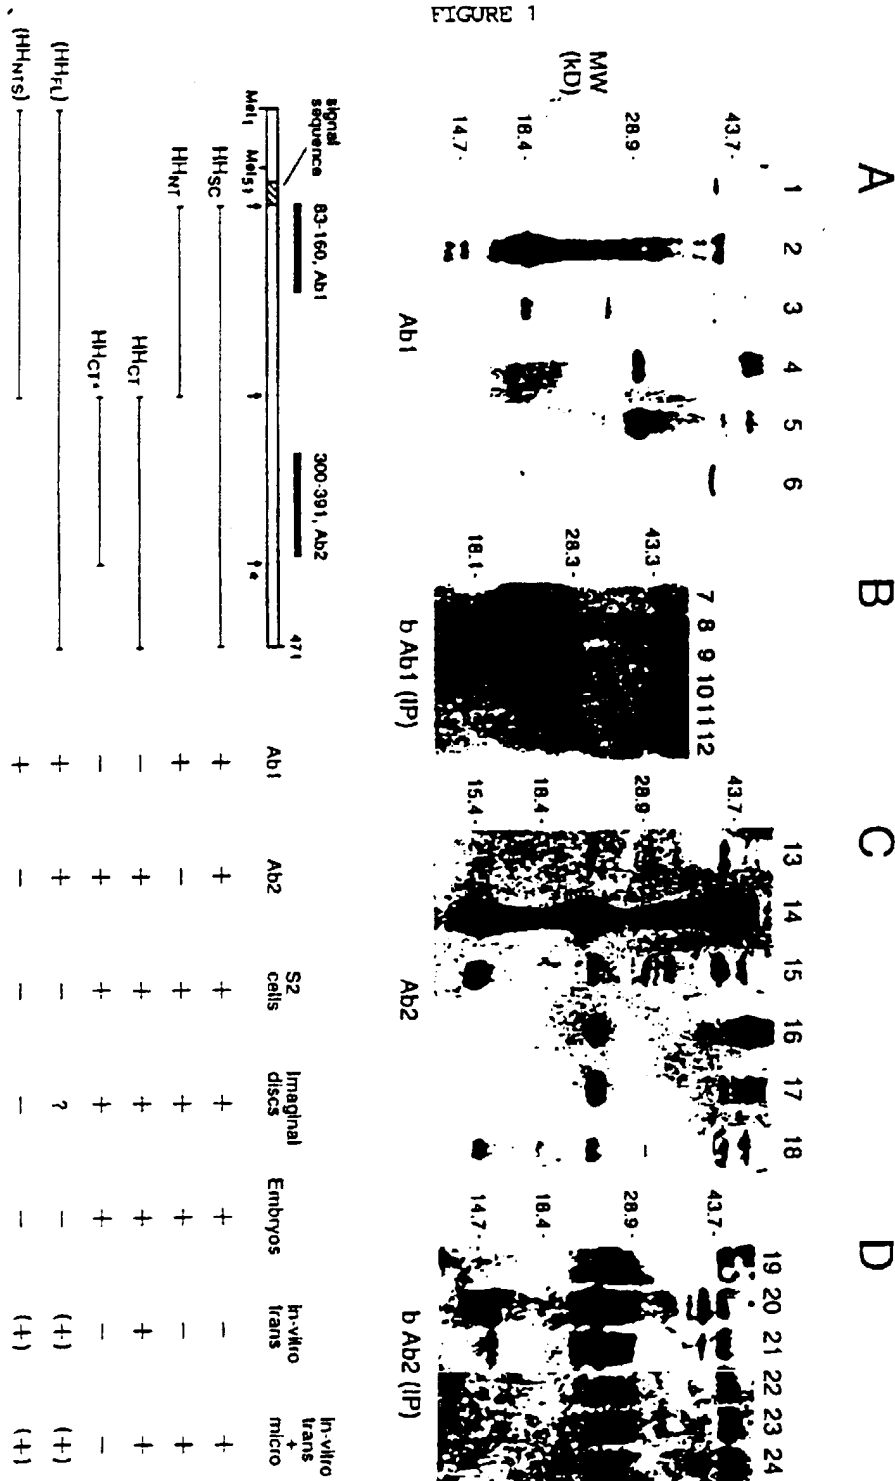 FIGURE 1
A
B
C
D
MW
(kD)
43.7 -
28.9 -
18.4 -
14.7 -
1 2 3 4 5 6
Ab1
43.3 -
28.3 -
18.1 -
7 8 9 10 11 12
b Ab1 (IP)
43.7 -
28.9 -
18.4 -
15.4 -
13 14 15 16 17 18
Ab2
43.7 -
28.9 -
18.4 -
14.7 -
19 20 21 22 23 24
b Ab2 (IP)
signal
sequence
83-160, Ab1
300-391, Ab2
Met1
Met51
471
Ab1
Ab2
S2
cells
Imaginal
discs
Embryos
In-vitro
trans
In-vitro
trans
+
micro
HHSC + + + + + - +
HHNT + - + + + - +
HHCT - + + + + + +
HHCT* - + + + + - -
(HHFL) + + - ? - (+) (+)
(HHNTS) + - - - - (+) (+)